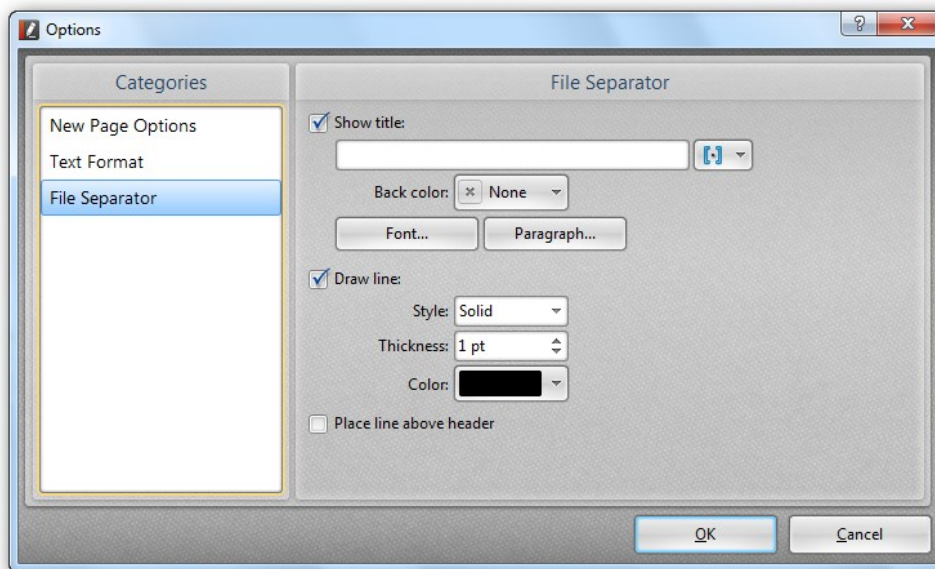 Options
Categories
New Page Options
Text Format
File Separator
File Separator
Show title:
Back color: None
Font... Paragraph...
Draw line:
Style: Solid
Thickness: 1 pt
Color:
Place line above header
OK Cancel